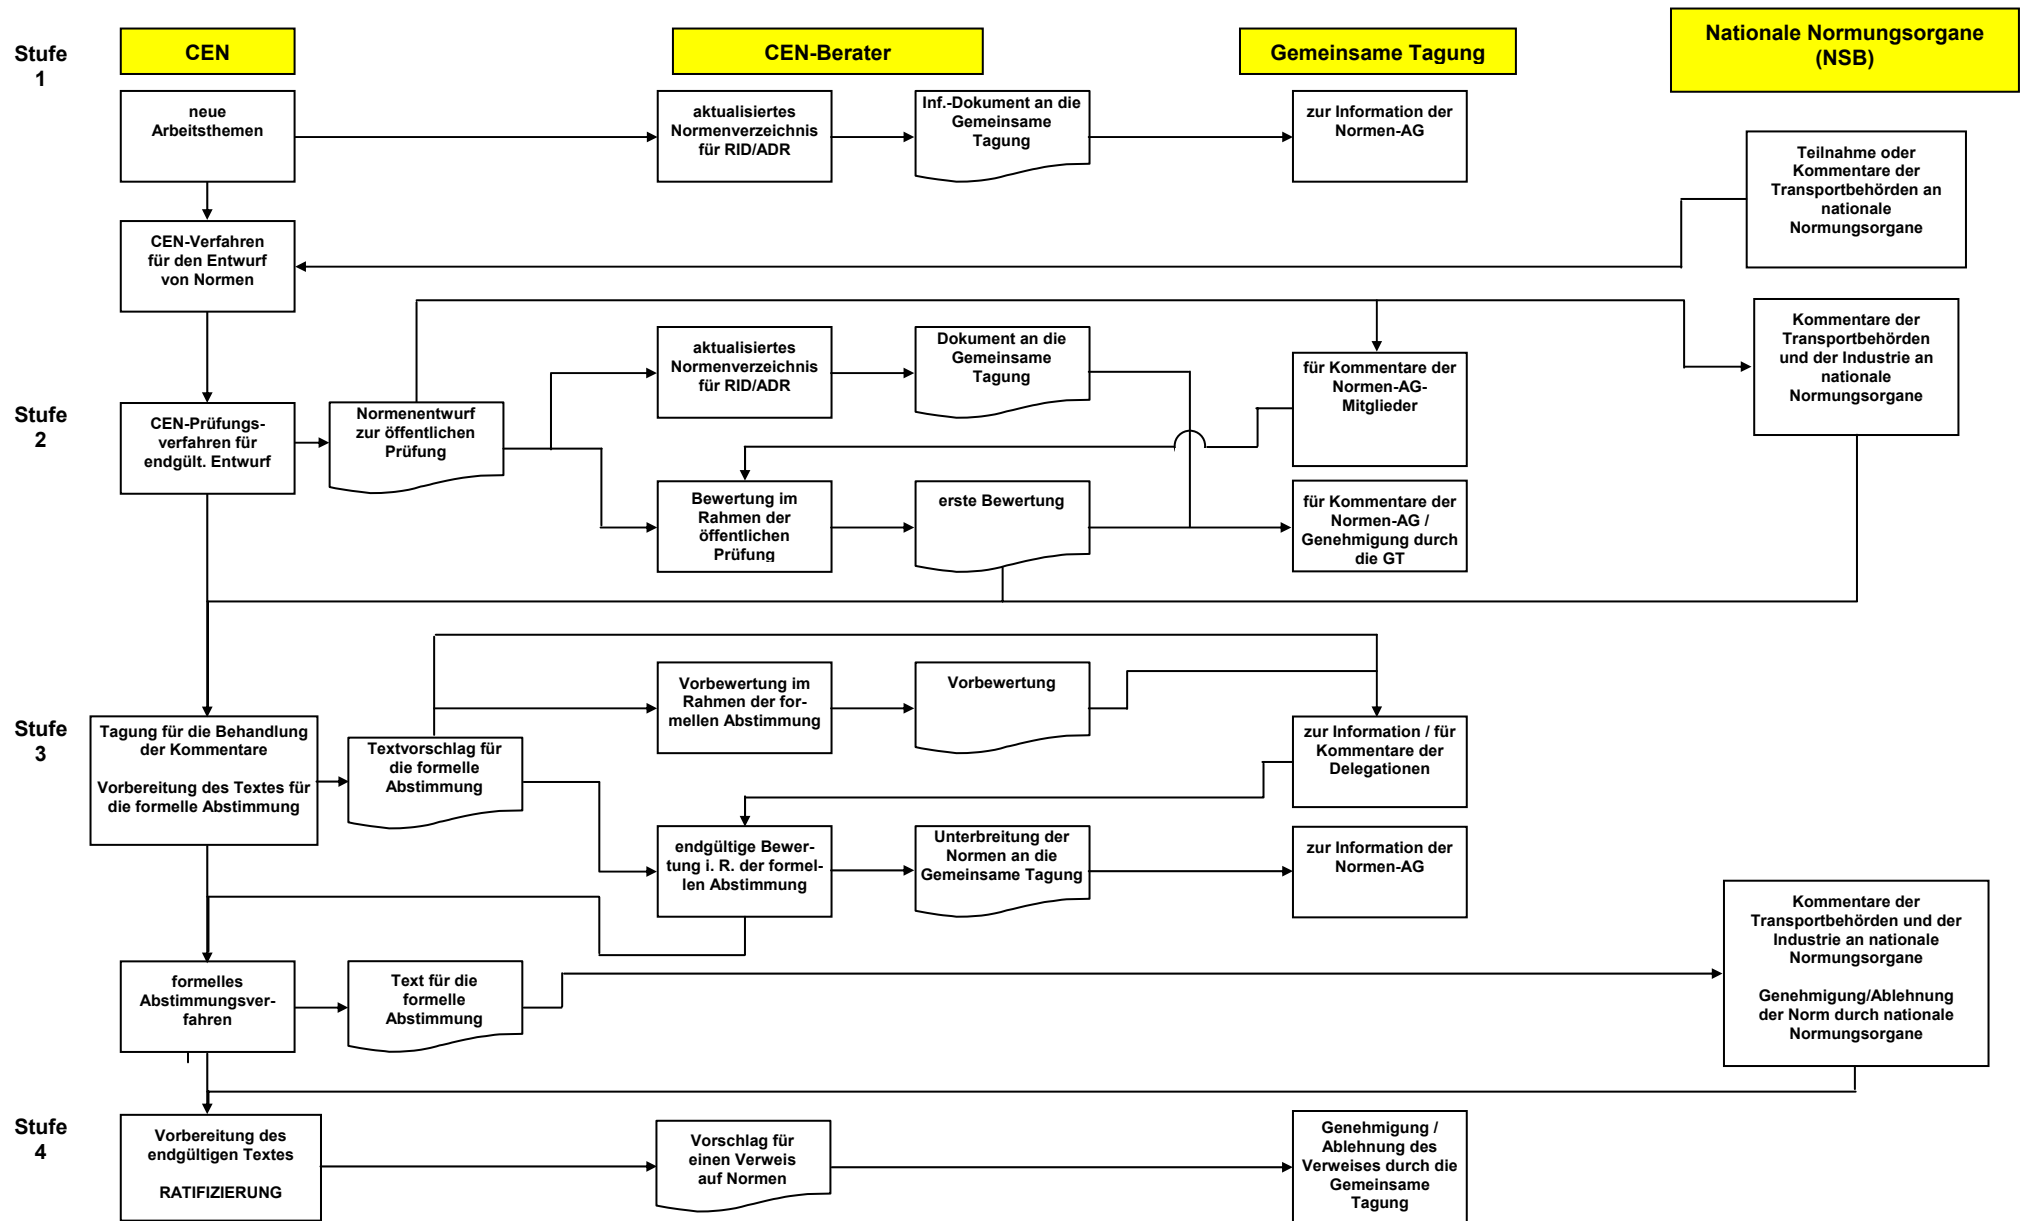 Stufe
1
CEN
CEN-Berater
Gemeinsame Tagung
Nationale Normungsorgane
(NSB)
neue
Arbeitsthemen
aktualisiertes
Normenverzeichnis
für RID/ADR
Inf.-Dokument an die
Gemeinsame
Tagung
zur Information der
Normen-AG
Teilnahme oder
Kommentare der
Transportbehörden an
nationale
Normungsorgane
CEN-Verfahren
für den Entwurf
von Normen
Stufe
2
CEN-Prüfungs-
verfahren für
endgült. Entwurf
Normenentwurf
zur öffentlichen
Prüfung
aktualisiertes
Normenverzeichnis
für RID/ADR
Dokument an die
Gemeinsame
Tagung
für Kommentare der
Normen-AG-
Mitglieder
Kommentare der
Transportbehörden
und der Industrie an
nationale
Normungsorgane
Bewertung im
Rahmen der
öffentlichen
Prüfung
erste Bewertung
für Kommentare der
Normen-AG /
Genehmigung durch
die GT
Stufe
3
Tagung für die Behandlung
der Kommentare
Vorbereitung des Textes für
die formelle Abstimmung
Textvorschlag für
die formelle
Abstimmung
Vorbewertung im
Rahmen der for-
mellen Abstimmung
Vorbewertung
zur Information / für
Kommentare der
Delegationen
endgültige Bewer-
tung i. R. der formel-
len Abstimmung
Unterbreitung der
Normen an die
Gemeinsame Tagung
zur Information der
Normen-AG
formelles
Abstimmungsver-
fahren
Text für die
formelle
Abstimmung
Kommentare der
Transportbehörden und der
Industrie an nationale
Normungsorgane
Genehmigung/Ablehnung
der Norm durch nationale
Normungsorgane
Stufe
4
Vorbereitung des
endgültigen Textes
RATIFIZIERUNG
Vorschlag für
einen Verweis
auf Normen
Genehmigung /
Ablehnung des
Verweises durch die
Gemeinsame
Tagung